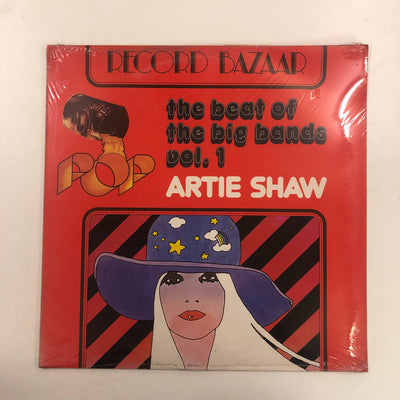 RECORD BAZAAR
POP
the beat of
the big bands
vol. 1
ARTIE SHAW